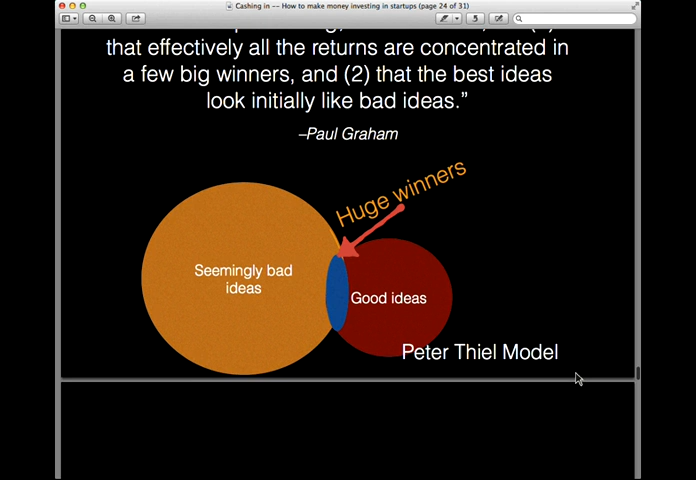 Cashing in -- How to make money investing in startups (page 24 of 31)
that effectively all the returns are concentrated in
a few big winners, and (2) that the best ideas
look initially like bad ideas.”
–Paul Graham
Huge winners
Seemingly bad
ideas
Good ideas
Peter Thiel Model